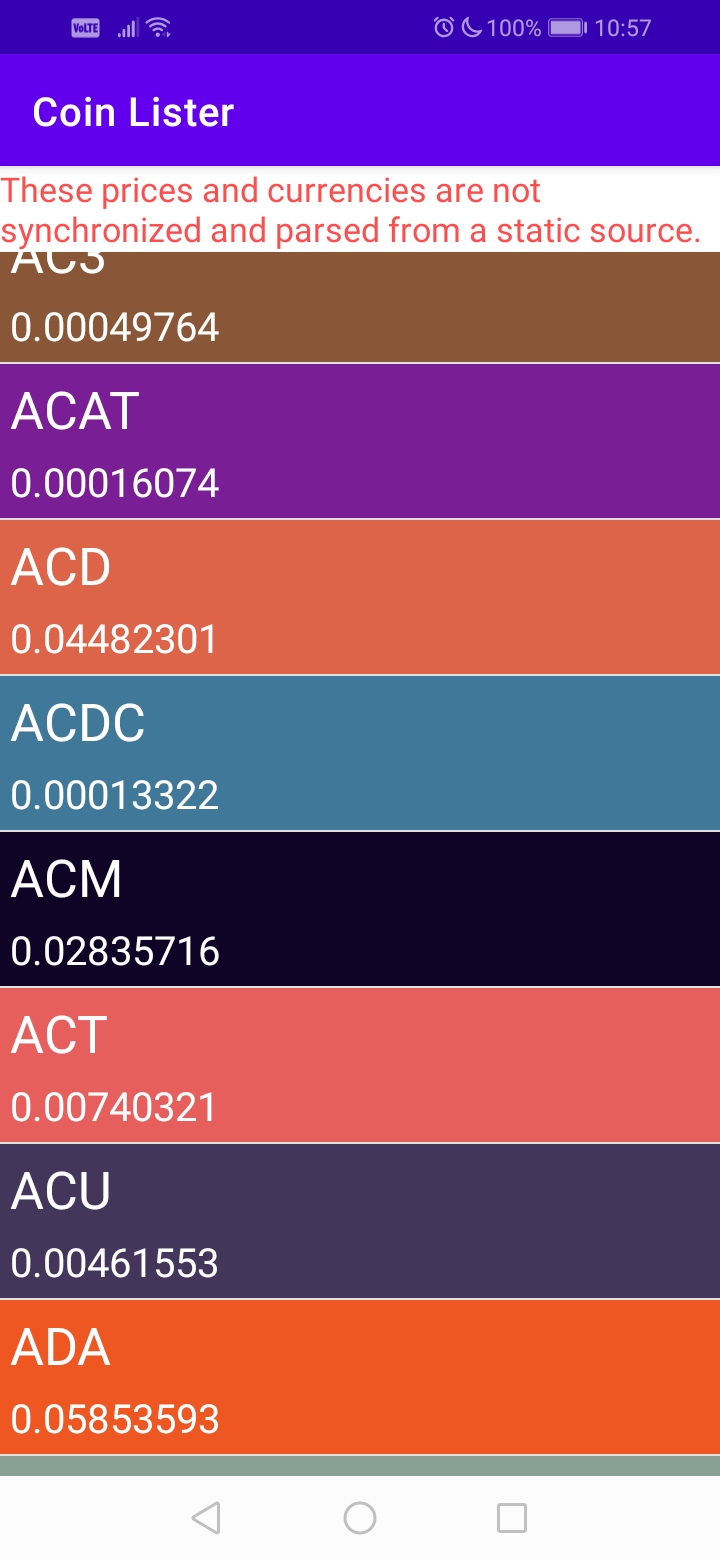 VoLTE 100% 10:57
Coin Lister
These prices and currencies are not
synchronized and parsed from a static source.
AC3
0.00049764
ACAT
0.00016074
ACD
0.04482301
ACDC
0.00013322
ACM
0.02835716
ACT
0.00740321
ACU
0.00461553
ADA
0.05853593